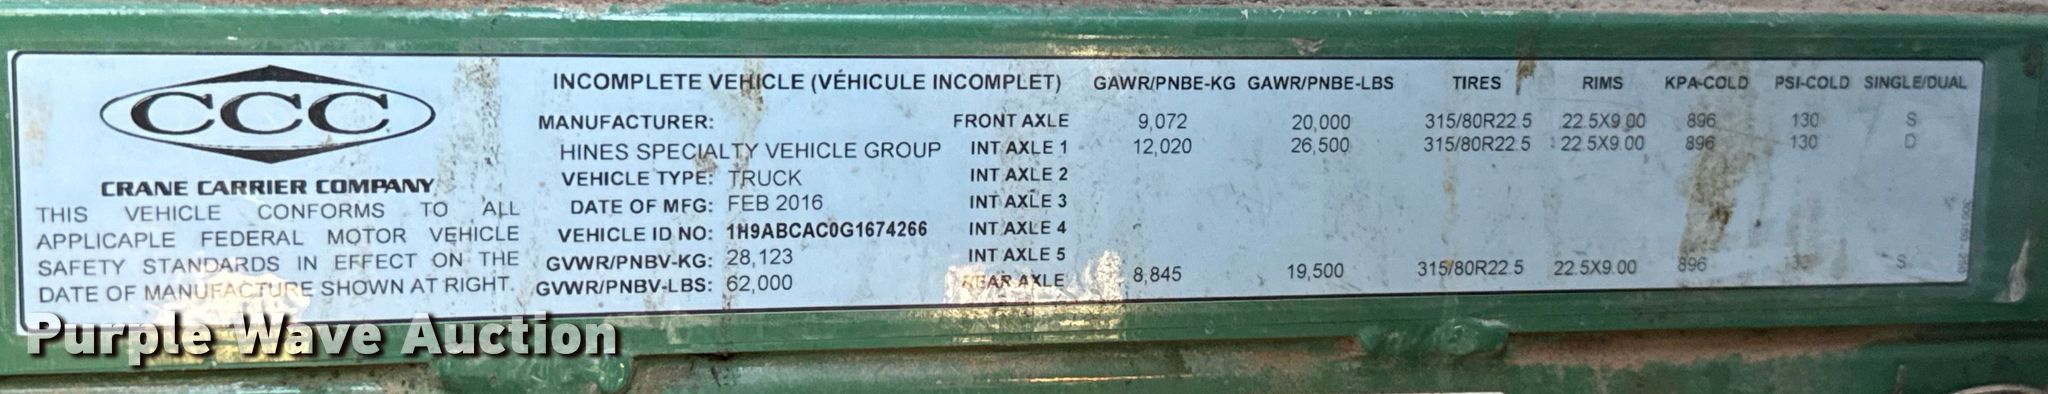 CCC
CRANE CARRIER COMPANY
THIS VEHICLE CONFORMS TO ALL
APPLICAPLE FEDERAL MOTOR VEHICLE
SAFETY STANDARDS IN EFFECT ON THE
DATE OF MANUFACTURE SHOWN AT RIGHT.
INCOMPLETE VEHICLE (VÉHICULE INCOMPLET)
MANUFACTURER:
HINES SPECIALTY VEHICLE GROUP
VEHICLE TYPE: TRUCK
DATE OF MFG: FEB 2016
VEHICLE ID NO: 1H9ABCAC0G1674266
GVWR/PNBV-KG: 28,123
GVWR/PNBV-LBS: 62,000
GAWR/PNBE-KG GAWR/PNBE-LBS TIRES RIMS KPA-COLD PSI-COLD SINGLE/DUAL
FRONT AXLE 9,072 20,000 315/80R22.5 22.5X9.00 896 130 S
INT AXLE 1 12,020 26,500 315/80R22.5 22.5X9.00 896 130 D
INT AXLE 2
INT AXLE 3
INT AXLE 4
INT AXLE 5
REAR AXLE 8,845 19,500 315/80R22.5 22.5X9.00 896 S
Purple Wave Auction